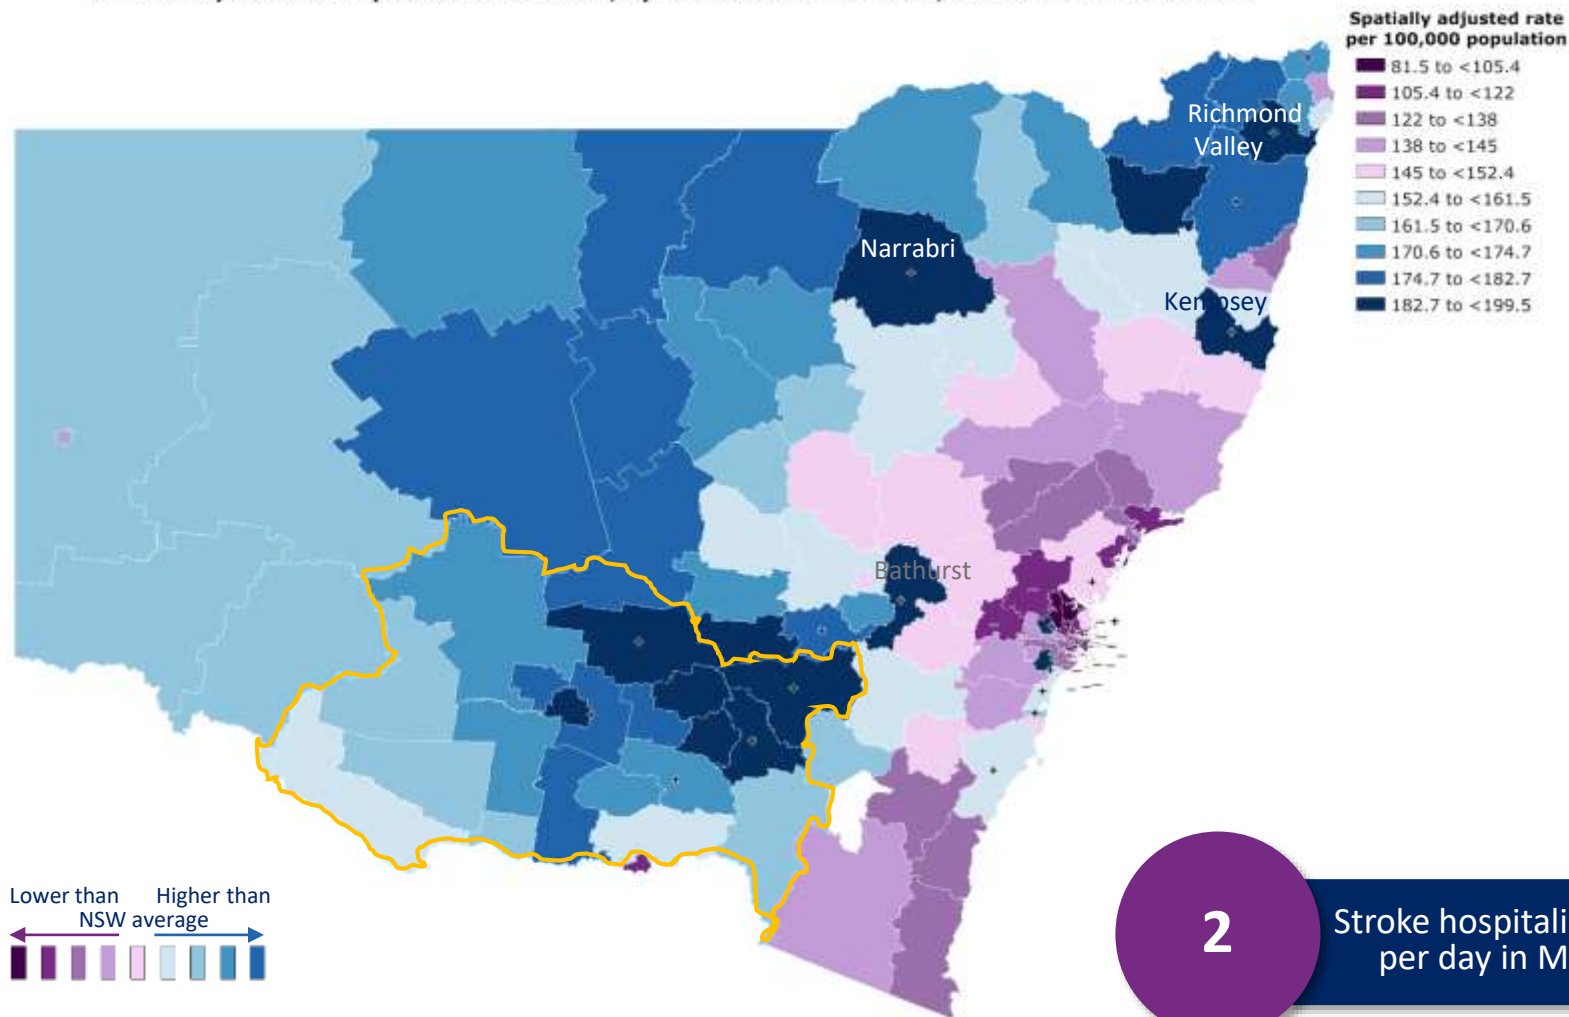 Spatially adjusted rate
per 100,000 population
81.5 to <105.4
105.4 to <122
122 to <138
138 to <145
145 to <152.4
152.4 to <161.5
161.5 to <170.6
170.6 to <174.7
174.7 to <182.7
182.7 to <199.5
Richmond
Valley
Narrabri
Kempsey
Bathurst
Lower than
Higher than
NSW average
2
Stroke hospitali
per day in M